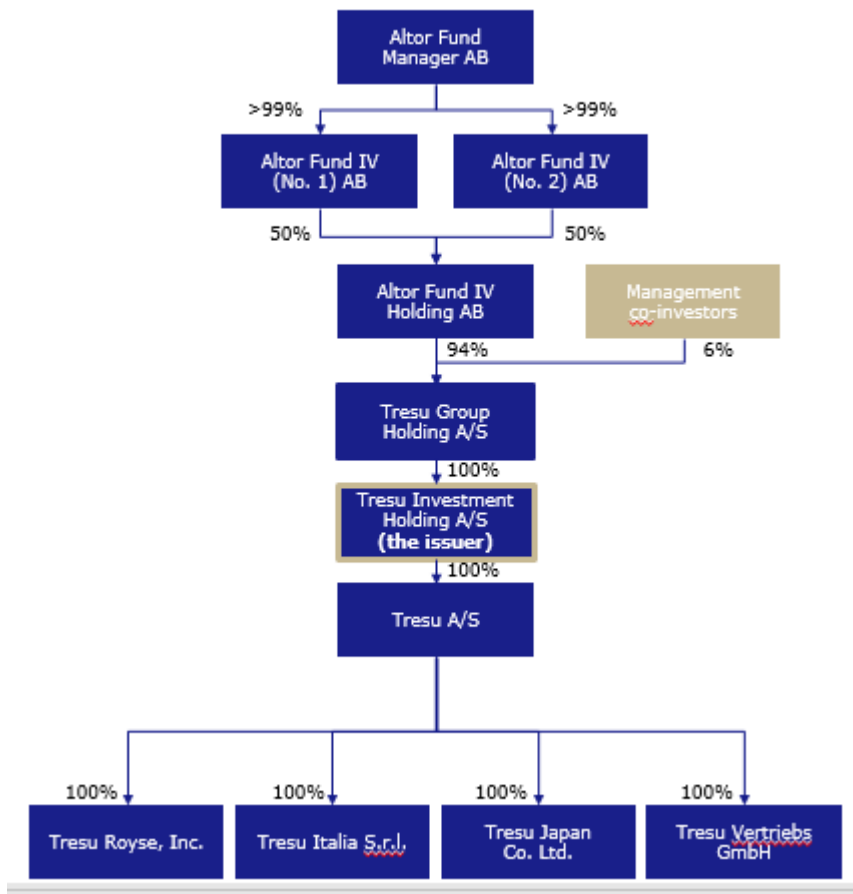 Altor Fund
Manager AB
>99%
>99%
Altor Fund IV
(No. 1) AB
Altor Fund IV
(No. 2) AB
50%
50%
Altor Fund IV
Holding AB
Management
co-investors
94%
6%
Tresu Group
Holding A/S
100%
Tresu Investment
Holding A/S
(the issuer)
100%
Tresu A/S
100%
100%
100%
100%
Tresu Royse, Inc.
Tresu Italia S.r.l.
Tresu Japan
Co. Ltd.
Tresu Vertriebs
GmbH